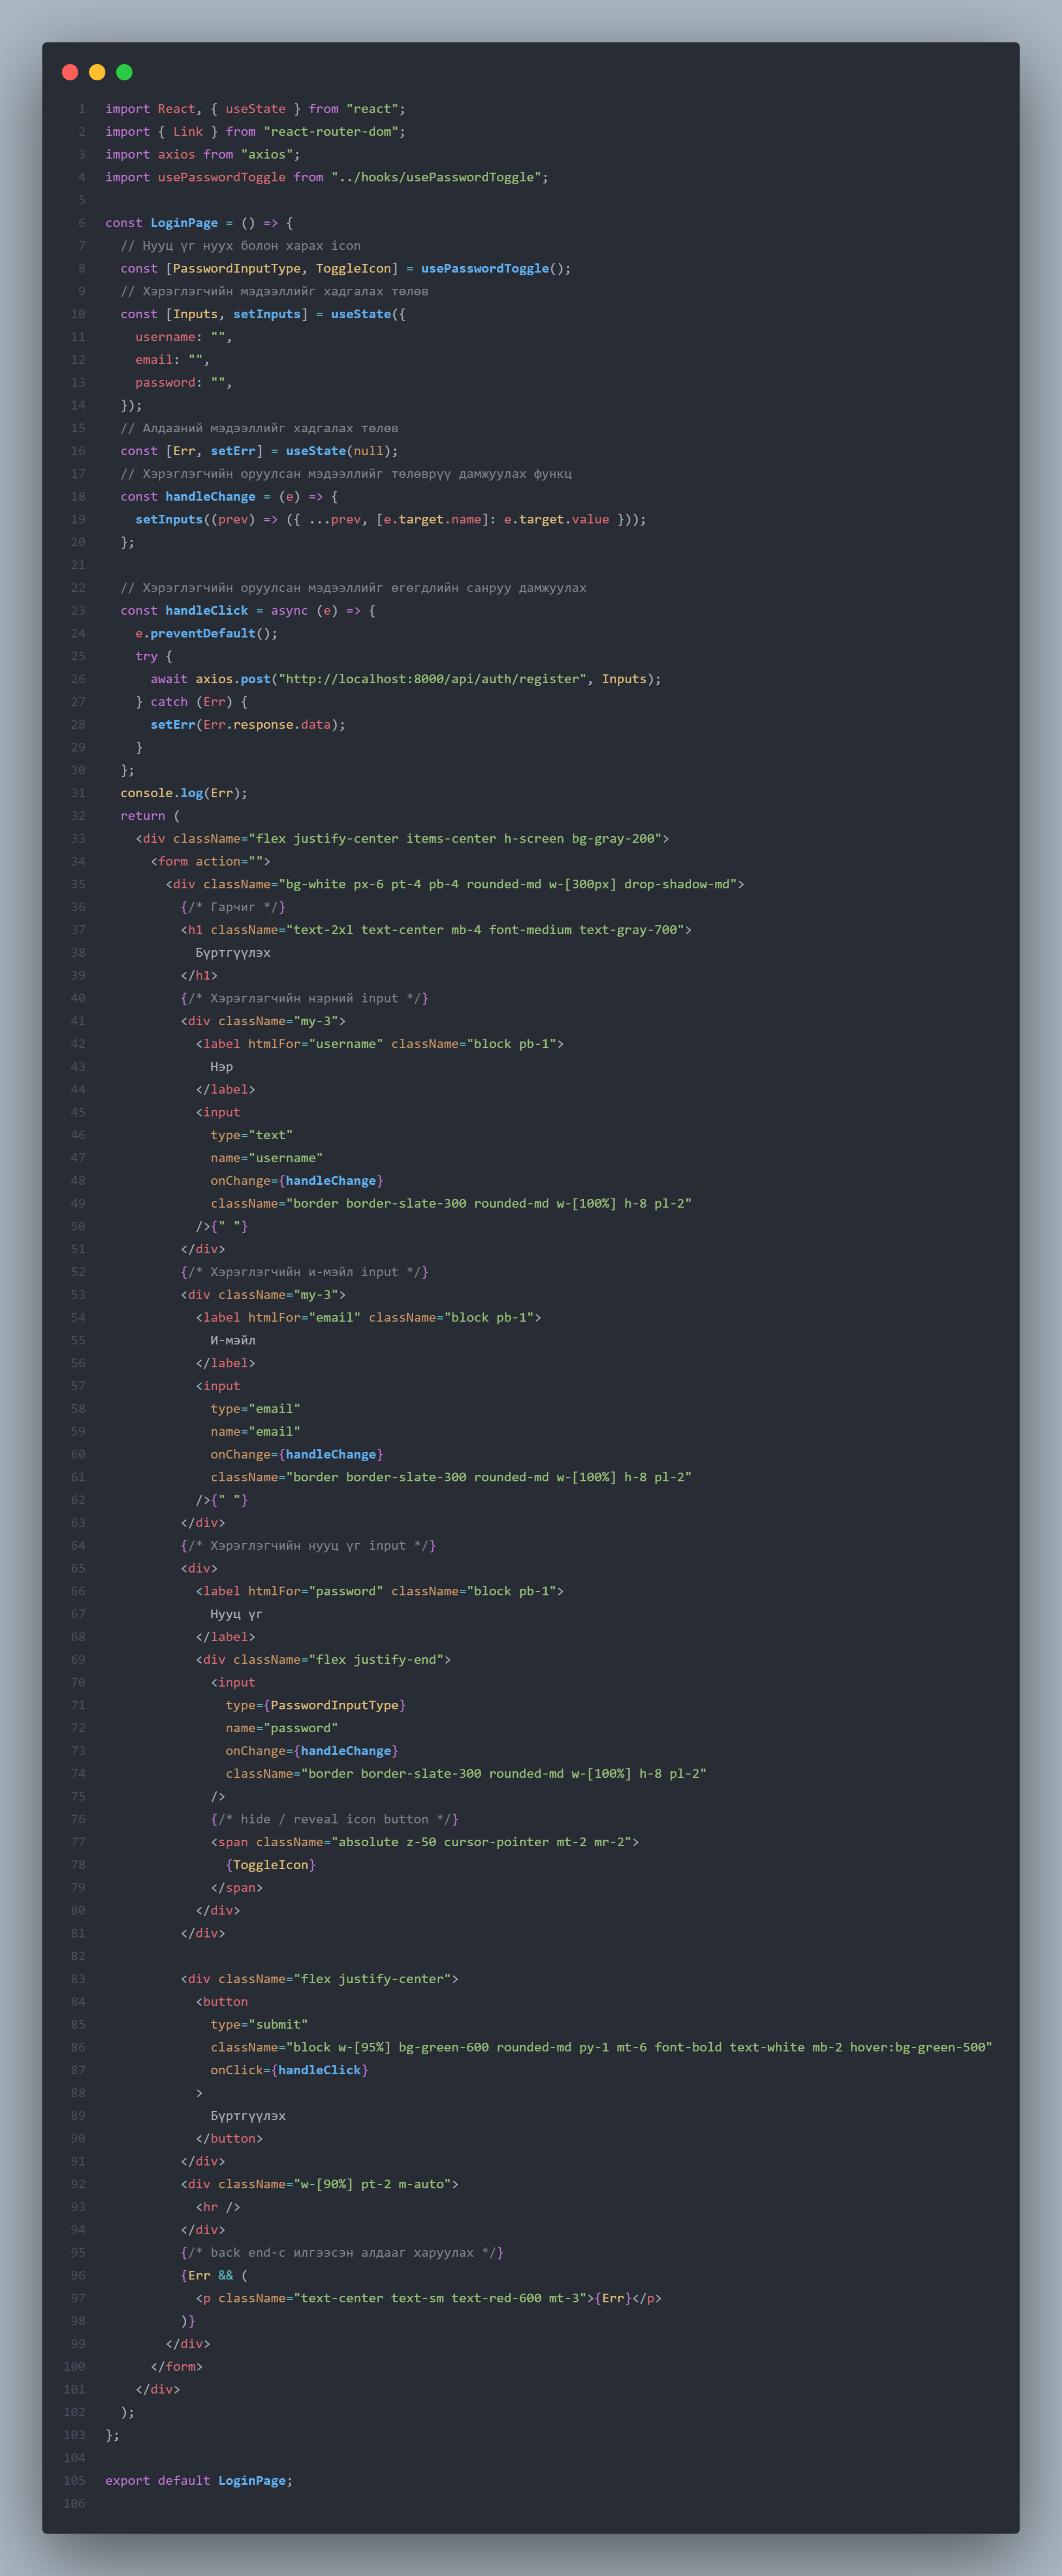 1 import React, { useState } from "react";
2 import { Link } from "react-router-dom";
3 import axios from "axios";
4 import usePasswordToggle from "../hooks/usePasswordToggle";
5
6 const LoginPage = () => {
7   // Нууц үг нуух болон харах icon
8   const [PasswordInputType, ToggleIcon] = usePasswordToggle();
9   // Хэрэглэгчийн мэдээллийг хадгалах төлөв
10   const [Inputs, setInputs] = useState({
11     username: "",
12     email: "",
13     password: "",
14   });
15   // Алдааний мэдээллийг хадгалах төлөв
16   const [Err, setErr] = useState(null);
17   // Хэрэглэгчийн оруулсан мэдээллийг төлөврүү дамжуулах функц
18   const handleChange = (e) => {
19     setInputs((prev) => ({ ...prev, [e.target.name]: e.target.value }));
20   };
21
22   // Хэрэглэгчийн оруулсан мэдээллийг өгөгдлийн санруу дамжуулах
23   const handleClick = async (e) => {
24     e.preventDefault();
25     try {
26       await axios.post("http://localhost:8000/api/auth/register", Inputs);
27     } catch (Err) {
28       setErr(Err.response.data);
29     }
30   };
31   console.log(Err);
32   return (
33     <div className="flex justify-center items-center h-screen bg-gray-200">
34       <form action="">
35         <div className="bg-white px-6 pt-4 pb-4 rounded-md w-[300px] drop-shadow-md">
36           {/* Гарчиг */}
37           <h1 className="text-2xl text-center mb-4 font-medium text-gray-700">
38             Бүртгүүлэх
39           </h1>
40           {/* Хэрэглэгчийн нэрний input */}
41           <div className="my-3">
42             <label htmlFor="username" className="block pb-1">
43               Нэр
44             </label>
45             <input
46               type="text"
47               name="username"
48               onChange={handleChange}
49               className="border border-slate-300 rounded-md w-[100%] h-8 pl-2"
50             />{" "}
51           </div>
52           {/* Хэрэглэгчийн и-мэйл input */}
53           <div className="my-3">
54             <label htmlFor="email" className="block pb-1">
55               И-мэйл
56             </label>
57             <input
58               type="email"
59               name="email"
60               onChange={handleChange}
61               className="border border-slate-300 rounded-md w-[100%] h-8 pl-2"
62             />{" "}
63           </div>
64           {/* Хэрэглэгчийн нууц үг input */}
65           <div>
66             <label htmlFor="password" className="block pb-1">
67               Нууц үг
68             </label>
69             <div className="flex justify-end">
70               <input
71                 type={PasswordInputType}
72                 name="password"
73                 onChange={handleChange}
74                 className="border border-slate-300 rounded-md w-[100%] h-8 pl-2"
75               />
76               {/* hide / reveal icon button */}
77               <span className="absolute z-50 cursor-pointer mt-2 mr-2">
78                 {ToggleIcon}
79               </span>
80             </div>
81           </div>
82
83           <div className="flex justify-center">
84             <button
85               type="submit"
86               className="block w-[95%] bg-green-600 rounded-md py-1 mt-6 font-bold text-white mb-2 hover:bg-green-500"
87               onClick={handleClick}
88             >
89               Бүртгүүлэх
90             </button>
91           </div>
92           <div className="w-[90%] pt-2 m-auto">
93             <hr />
94           </div>
95           {/* back end-с илгээсэн алдааг харуулах */}
96           {Err && (
97             <p className="text-center text-sm text-red-600 mt-3">{Err}</p>
98           )}
99         </div>
100       </form>
101     </div>
102   );
103 };
104
105 export default LoginPage;
106